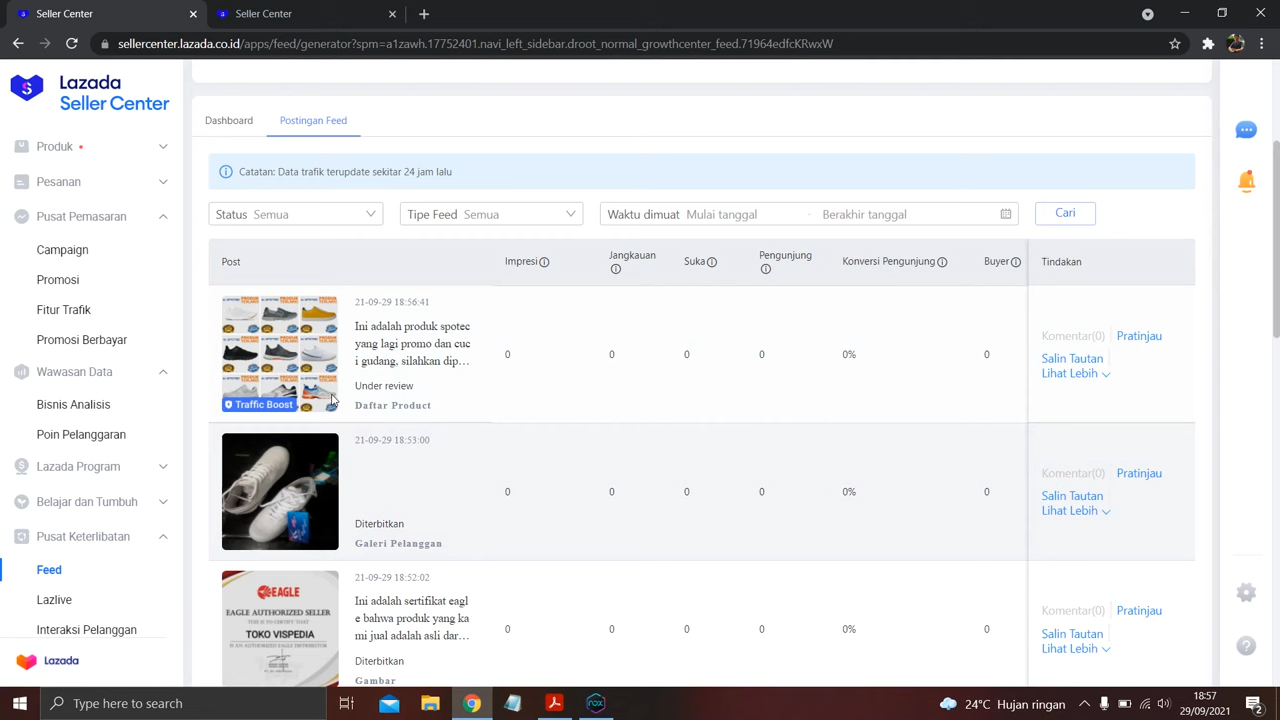 Seller Center
Seller Center
sellercenter.lazada.co.id/apps/feed/generator?spm=a1zawh.17752401.navi_left_sidebar.droot_normal_growthcenter_feed.71964edfcKRwxW
Lazada
Seller Center
Produk
Pesanan
Pusat Pemasaran
Campaign
Promosi
Fitur Trafik
Promosi Berbayar
Wawasan Data
Bisnis Analisis
Poin Pelanggaran
Lazada Program
Belajar dan Tumbuh
Pusat Keterlibatan
Feed
Lazlive
Interaksi Pelanggan
Lazada
Dashboard
Postingan Feed
Catatan: Data trafik terupdate sekitar 24 jam lalu
Status Semua
Tipe Feed Semua
Waktu dimuat Mulai tanggal - Berakhir tanggal
Cari
Post
Impresi
Jangkauan
Suka
Pengunjung
Konversi Pengunjung
Buyer
Tindakan
Traffic Boost
21-09-29 18:56:41
Ini adalah produk spotec
yang lagi promo dan cuc
i gudang, silahkan dip...
Under review
Daftar Product
0 0 0 0 0% 0
Komentar(0) Pratinjau
Salin Tautan
Lihat Lebih
21-09-29 18:53:00
Diterbitkan
Galeri Pelanggan
0 0 0 0 0% 0
Komentar(0) Pratinjau
Salin Tautan
Lihat Lebih
EAGLE
EAGLE AUTHORIZED SELLER
THIS IS TO CERTIFY THAT
TOKO VISPEDIA
21-09-29 18:52:02
Ini adalah sertifikat eagl
e bahwa produk yang ka
mi jual adalah asli dar...
Diterbitkan
Gambar
0 0 0 0 0% 0
Komentar(0) Pratinjau
Salin Tautan
Lihat Lebih
Type here to search
24°C Hujan ringan
18:57
29/09/2021
2